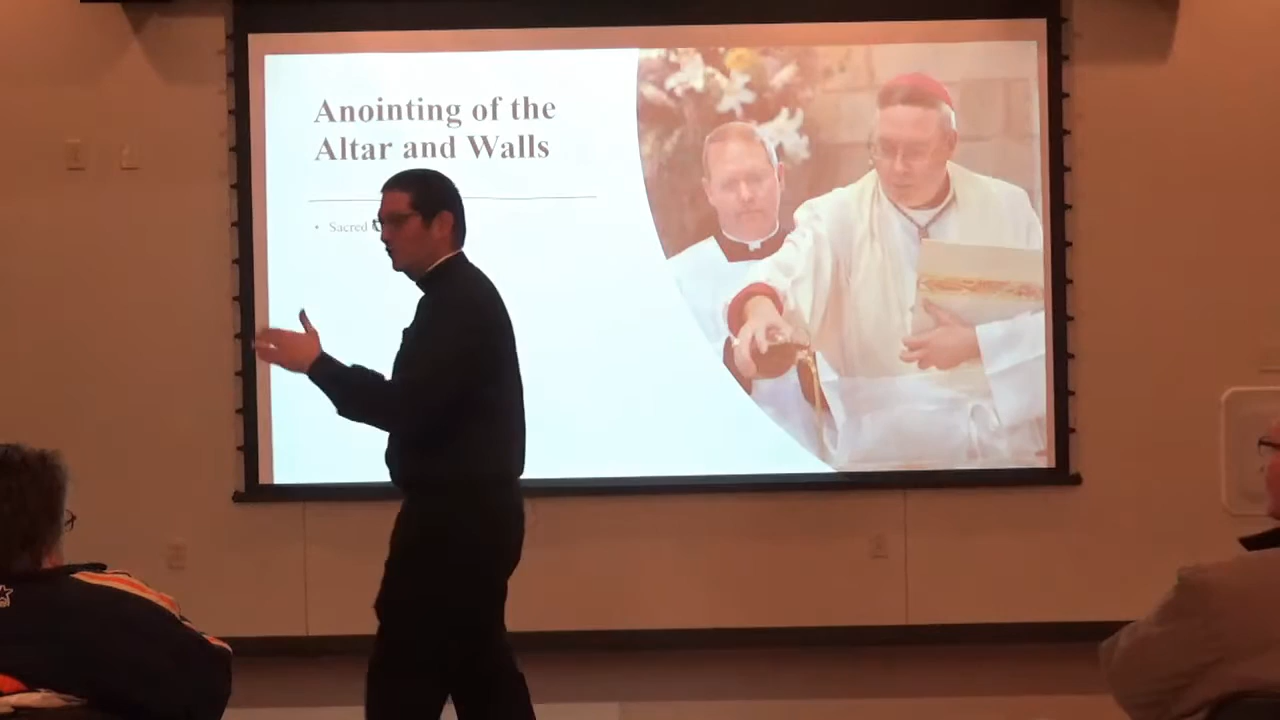 Anointing of the
Altar and Walls
• Sacred